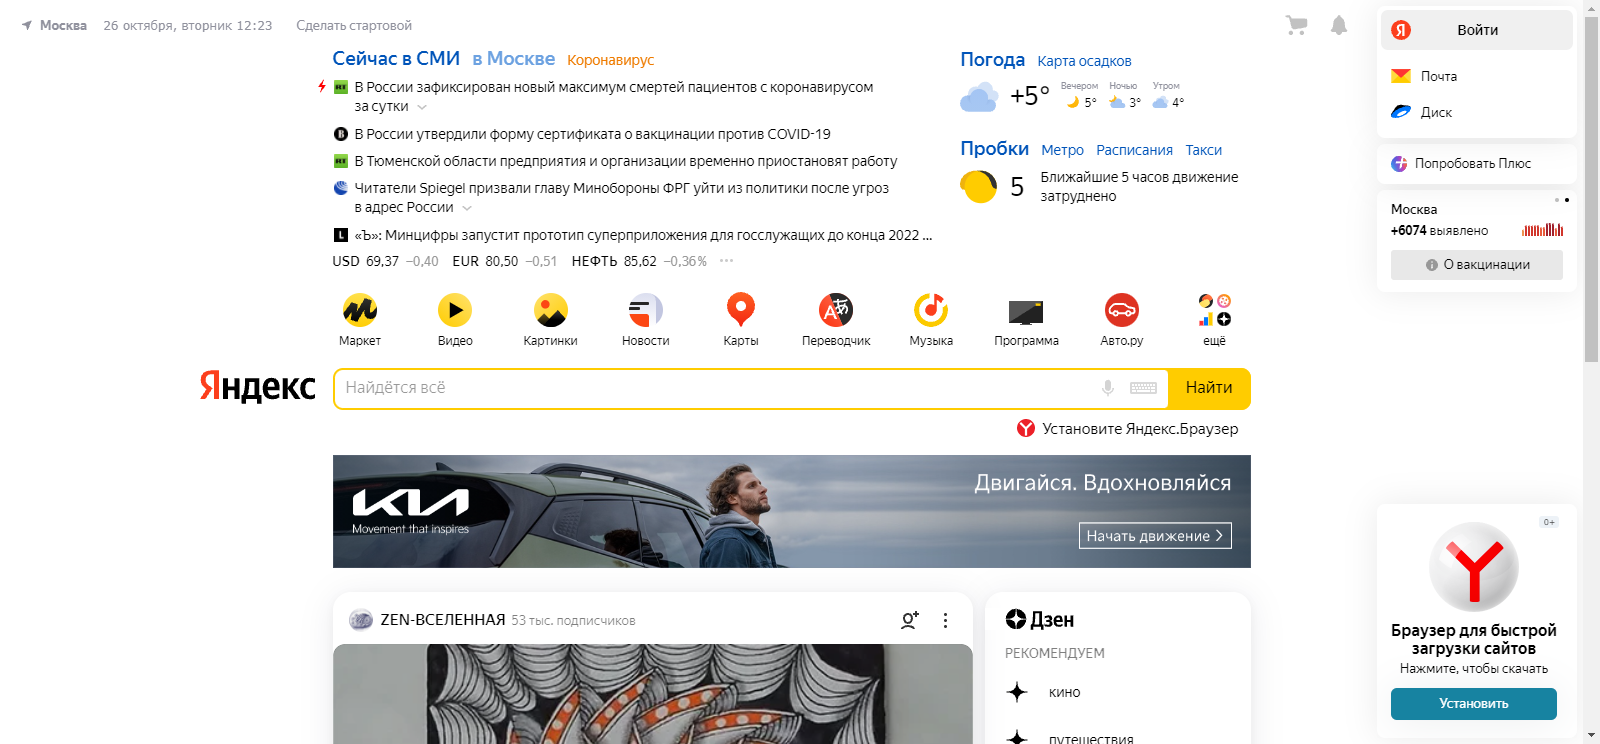 Москва 26 октября, вторник 12:23 Сделать стартовой
Сейчас в СМИ в Москве Коронавирус
В России зафиксирован новый максимум смертей пациентов с коронавирусом
за сутки
В России утвердили форму сертификата о вакцинации против COVID-19
В Тюменской области предприятия и организации временно приостановят работу
Читатели Spiegel призвали главу Минобороны ФРГ уйти из политики после угроз
в адрес России
«Ъ»: Минцифры запустит прототип суперприложения для госслужащих до конца 2022 ...
USD 69,37 −0,40 EUR 80,50 −0,51 НЕФТЬ 85,62 −0,36% ···
Погода Карта осадков
+5° Вечером 5° Ночью 3° Утром 4°
Пробки Метро Расписания Такси
5 Ближайшие 5 часов движение
затруднено
Я Войти
Почта
Диск
Попробовать Плюс
Москва
+6074 выявлено
О вакцинации
Маркет Видео Картинки Новости Карты Переводчик Музыка Программа Авто.ру ещё
Яндекс Найдётся всё Найти
Установите Яндекс.Браузер
KIA
Movement that inspires
Двигайся. Вдохновляйся
Начать движение >
ZEN-ВСЕЛЕННАЯ 53 тыс. подписчиков
Дзен
РЕКОМЕНДУЕМ
кино
путешествия
0+
Браузер для быстрой
загрузки сайтов
Нажмите, чтобы скачать
Установить